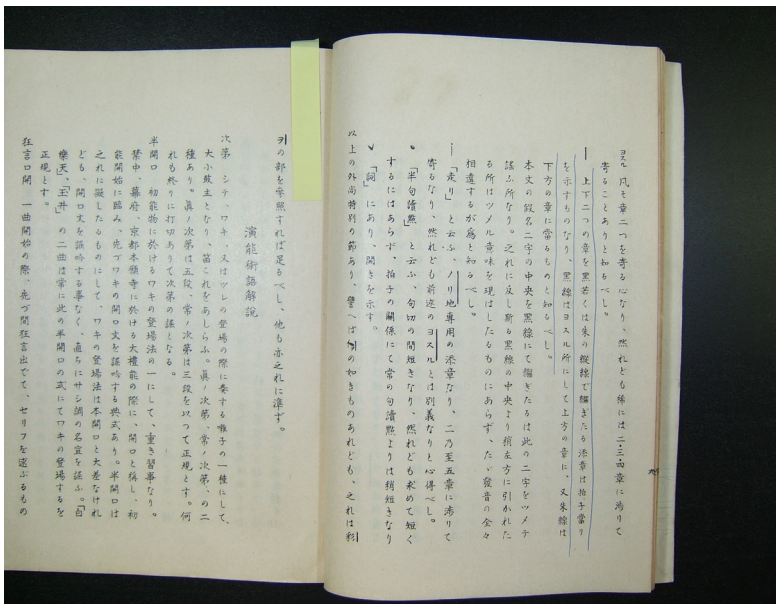 ヨスル 凡そ章二つを寄る心なり、然れども稀には二・三・四章に渉りて
寄ることありと知るべし。
— 上下二つの章を黒若くは朱の縦線で継ぎたる添章は拍子當り
を示すものなり、黒線はヨスル所にして上方の章に、又朱線は
下方の章に當るものと知るべし。
本文の假名二字の中央を黒線にて継ぎたるは此の二字をツメテ
謡ふ所なり。之れに反し斯る黒線の中央より稍左方に引かれた
る所はツメル意味を現はしたるものにあらず、たゞ發音の全々
相違するが爲と知るべし。
「走り」と云ふ、ノリ地専用の添章なり、二乃至五章に渉りて
寄るなり、然れども前述のヨスルとは別義なりと心得べし。
「半句讀點」と云ふ、句切の間短きなり、然れども求めて短く
するにはあらず、拍子の關係にて常の句讀點よりは稍短きなり
「詞」にあり、開きを示す。
以上の外尚特別の節あり、譬へば の如きものあれども、之れは彩
の部を參照すれば足るべし、他も亦之れに準ず。
演能術語解説
次第 シテ、ワキ、又はツレの登場の際に奏する囃子の一種にして、
大小鼓主となり、笛これをあしらふ。眞ノ次第、常ノ次第、の二
種あり。眞ノ次第は五段、常ノ次第は三段を以つて正規とす。何
れも終りに打切ありて次第の謡となる。
半開口 初能物に於けるワキの登場法の一にして、重き習事なり。
禁中、幕府、京都本願寺に於ける大禮能の際に、開口と稱し、初
能開始に臨み、先づワキの開口文を謡吟する典式あり。半開口は
之れに擬したるものにして、ワキの登場法は本開口と大差なけれ
ども、開口文を謡吟する事なく、直ちにサシ調の名宣を謡ふ。「白
樂天」、「玉井」の二曲は常に此の半開口の式にてワキの登場するを
正規とす。
狂言口開 一曲開始の際、先づ間狂言出でて、セリフを述ぶるもの